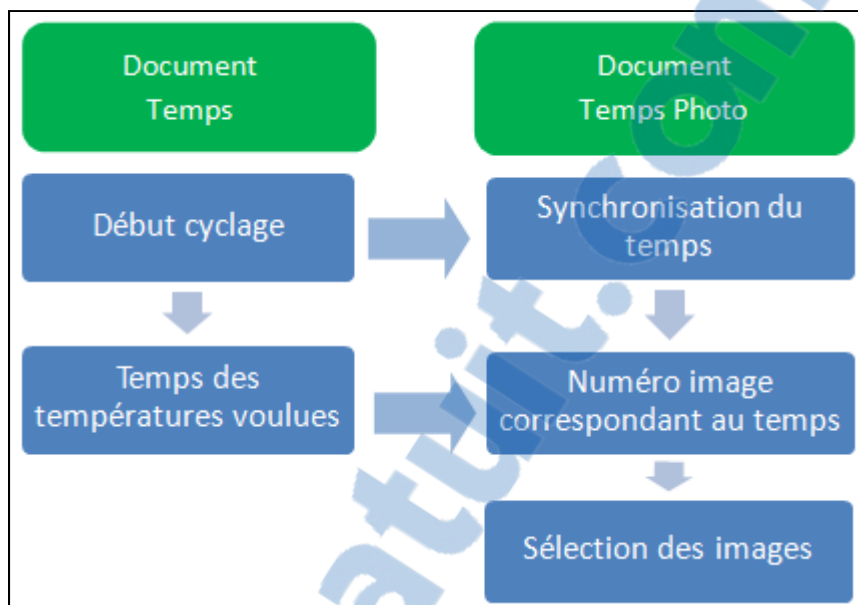 Document
Temps
Document
Temps Photo
Début cyclage
Synchronisation du
temps
Temps des
températures voulues
Numéro image
correspondant au temps
Sélection des images